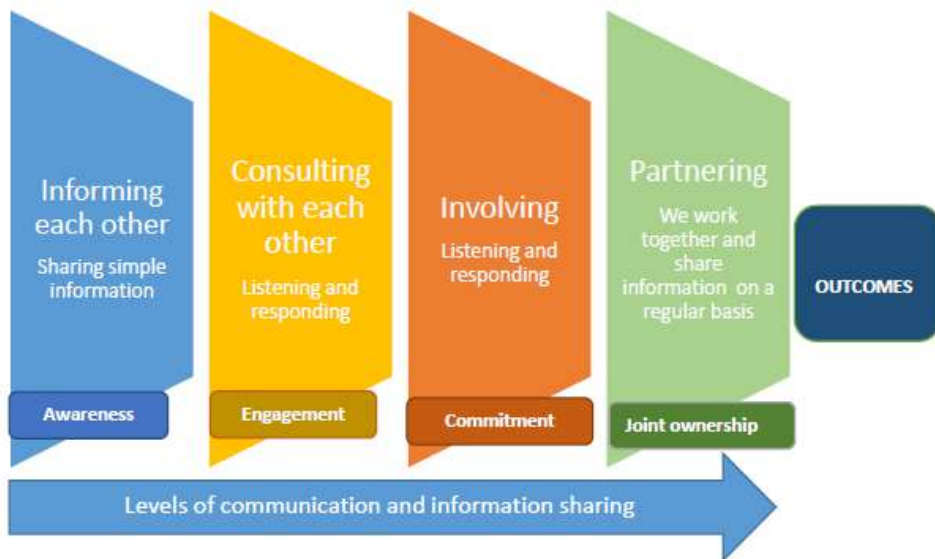 Informing
each other
Sharing simple
information
Awareness
Consulting
with each
other
Listening and
responding
Engagement
Involving
Listening and
responding
Commitment
Partnering
We work
together and
share
information on a
regular basis
Joint ownership
OUTCOMES
Levels of communication and information sharing